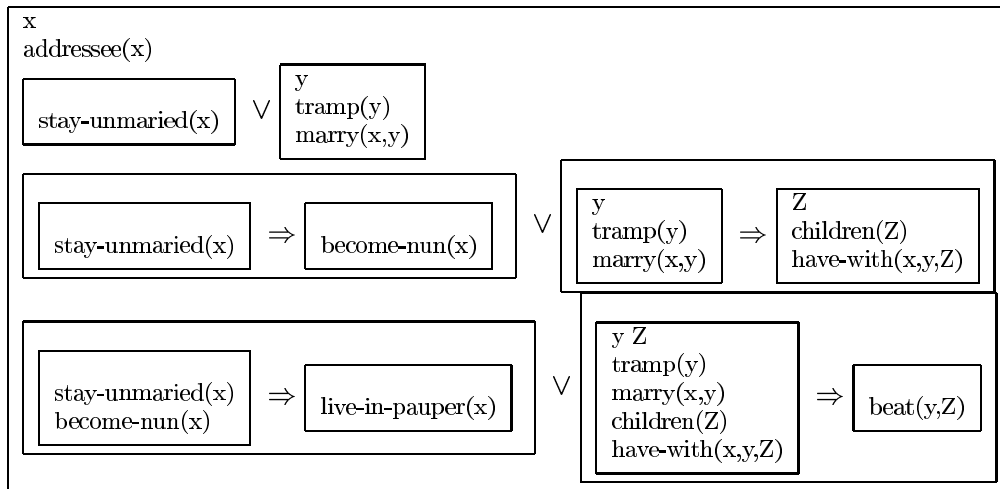 x
addressee(x)
stay-unmaried(x) ∨ y
tramp(y)
marry(x,y)
stay-unmaried(x) ⇒ become-nun(x) ∨ y
tramp(y)
marry(x,y)
⇒ Z
children(Z)
have-with(x,y,Z)
stay-unmaried(x)
become-nun(x)
⇒ live-in-pauper(x) ∨ y Z
tramp(y)
marry(x,y)
children(Z)
have-with(x,y,Z)
⇒ beat(y,Z)